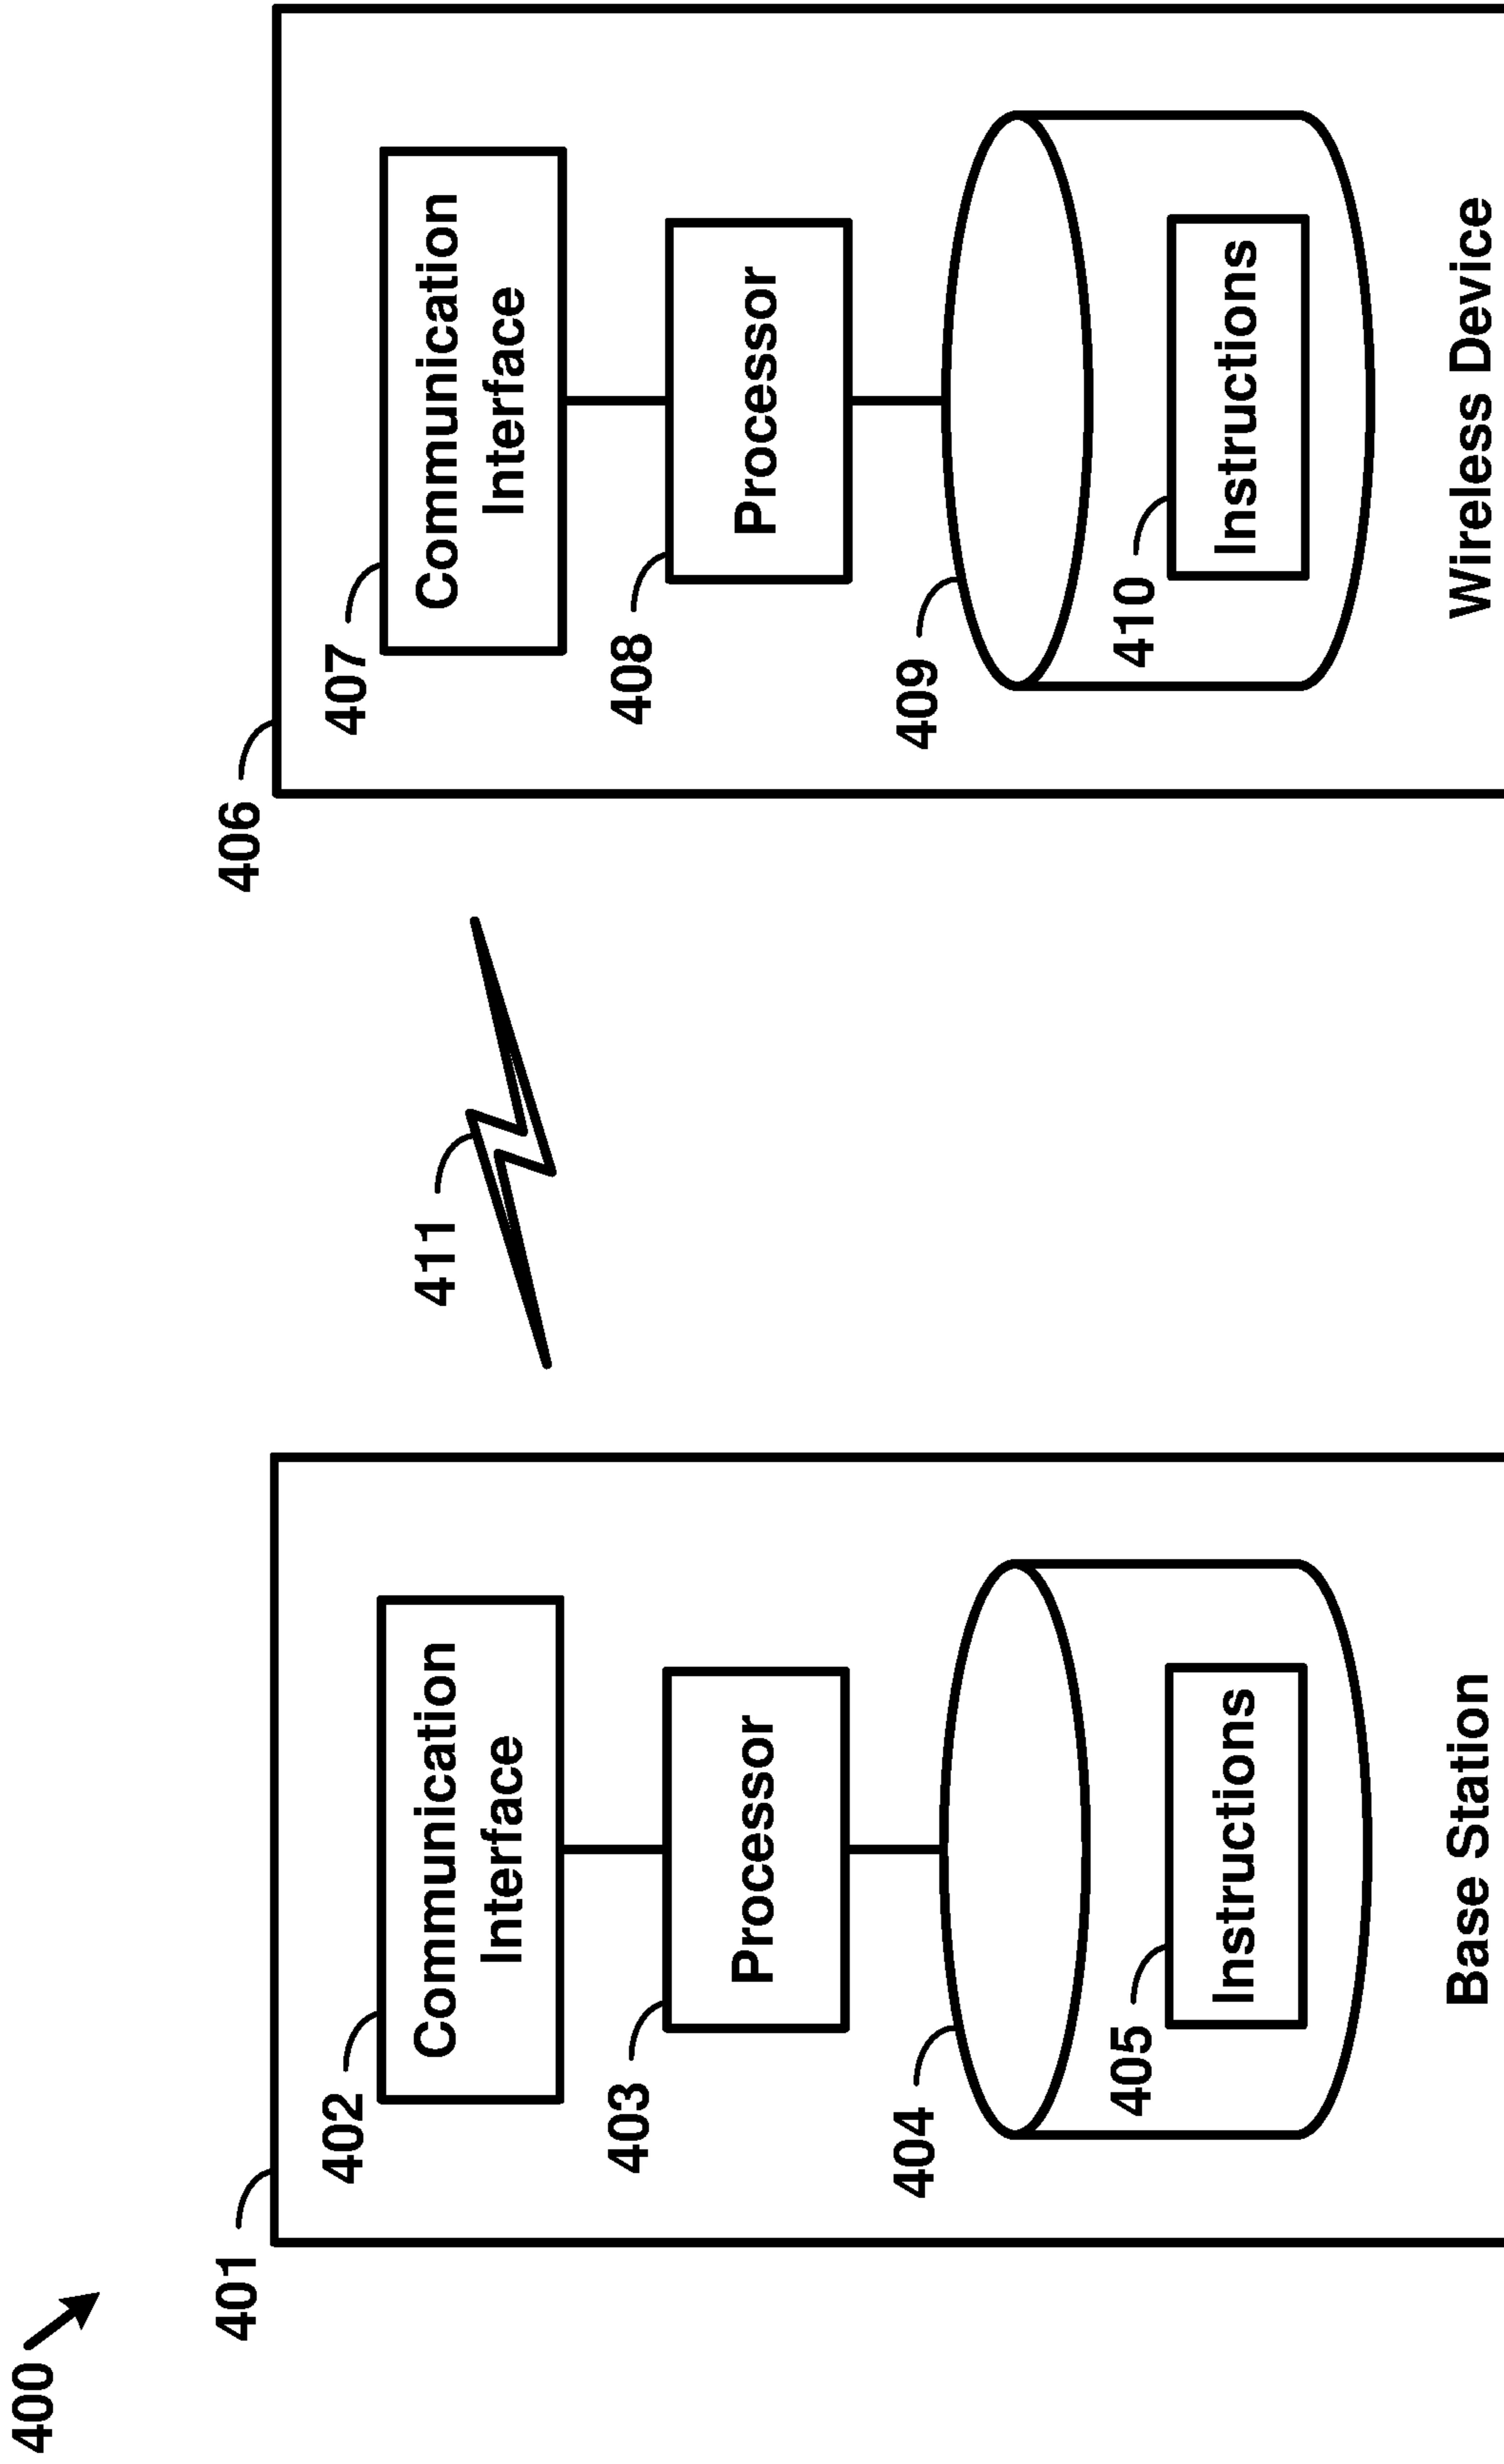 400
401
402
Communication
Interface
403
Processor
404
405
Instructions
Base Station
411
406
407
Communication
Interface
408
Processor
409
410
Instructions
Wireless Device